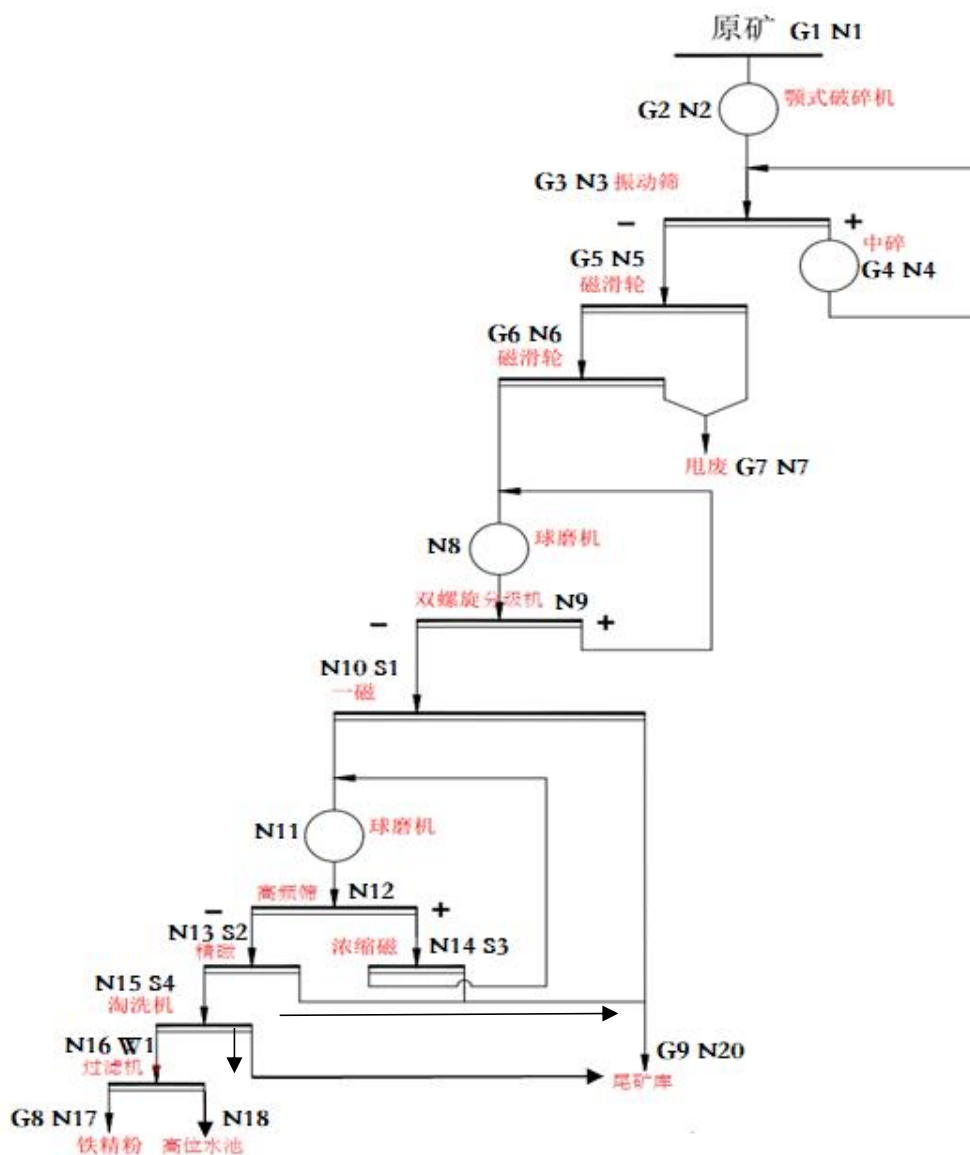 原矿 G1 N1
颚式破碎机
G2 N2
G3 N3 振动筛
- +
中碎
G4 N4
G5 N5
磁滑轮
G6 N6
磁滑轮
甩废 G7 N7
N8 球磨机
双螺旋分级机 N9
- +
N10 S1
一磁
N11 球磨机
高频筛 N12
- +
N13 S2
精磁
浓缩磁 N14 S3
N15 S4
淘洗机
N16 W1
过滤机
G9 N20
尾矿库
G8 N17
N18
铁精粉 高位水池